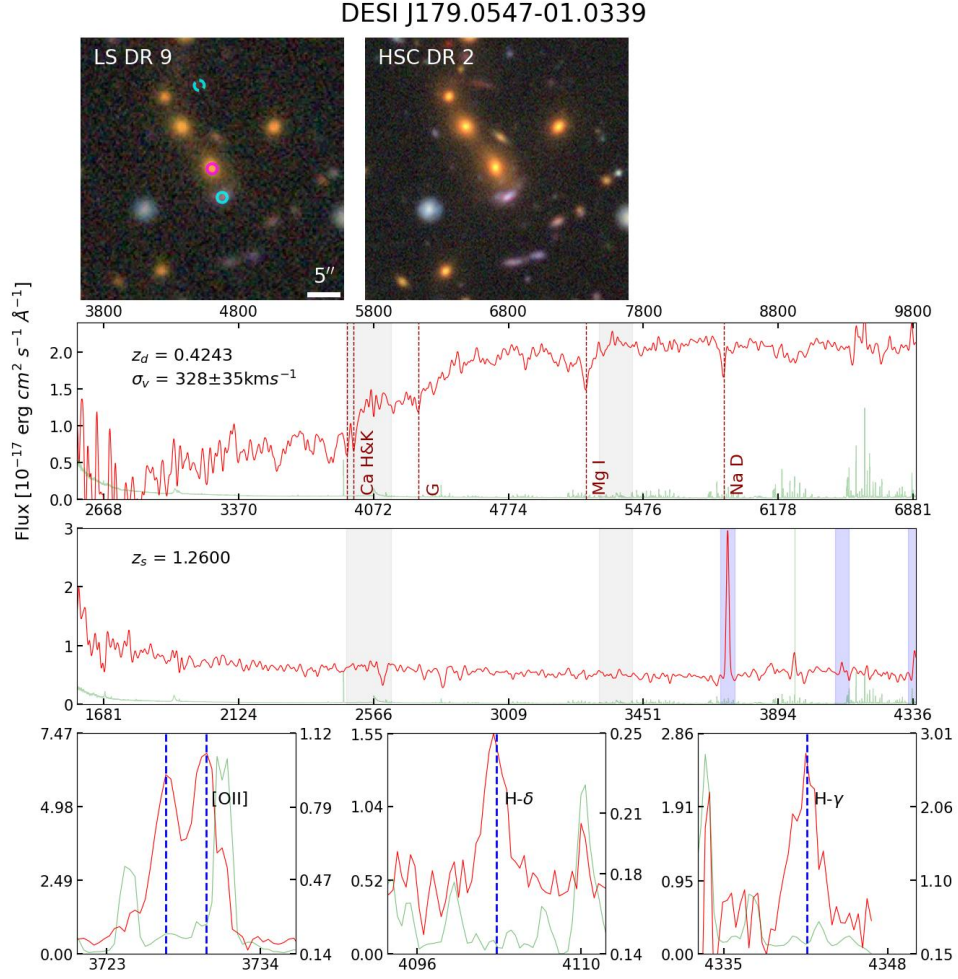 DESI J179.0547-01.0339
LS DR 9
HSC DR 2
5″
3800 4800 5800 6800 7800 8800 9800
Flux [10⁻¹⁷ erg cm² s⁻¹ Å⁻¹]
2.0
1.5
1.0
0.5
0.0
z_d = 0.4243
σ_v = 328±35kms⁻¹
Ca H&K
G
Mg I
Na D
2668 3370 4072 4774 5476 6178 6881
3
2
1
0
z_s = 1.2600
1681 2124 2566 3009 3451 3894 4336
7.47
4.98
2.49
0.00
[OII]
1.12
0.79
0.47
0.14
3723 3734
1.55
1.04
0.52
0.00
H-δ
0.25
0.21
0.18
0.14
4096 4110
2.86
1.91
0.95
0.00
H-γ
3.01
2.06
1.10
0.15
4335 4348